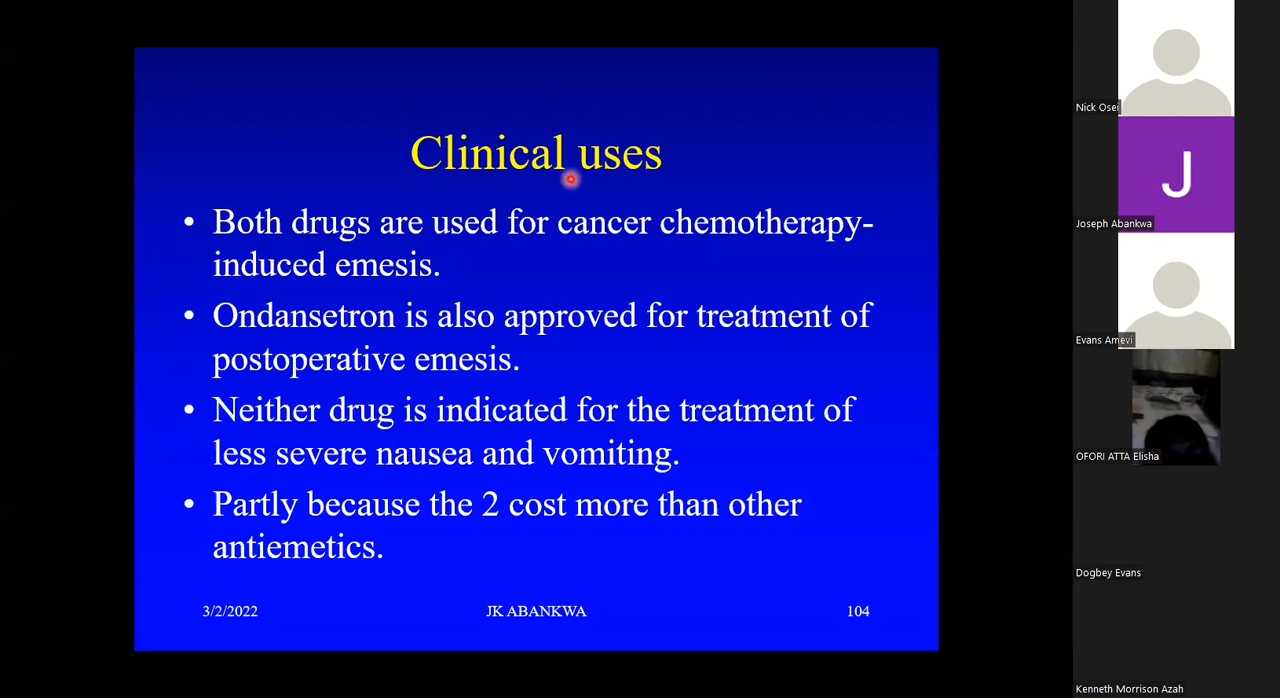 Clinical uses
• Both drugs are used for cancer chemotherapy-
induced emesis.
• Ondansetron is also approved for treatment of
postoperative emesis.
• Neither drug is indicated for the treatment of
less severe nausea and vomiting.
• Partly because the 2 cost more than other
antiemetics.
3/2/2022 JK ABANKWA 104
Nick Osei
J
Joseph Abankwa
Evans Amevi
OFORI ATTA Elisha
Dogbey Evans
Kenneth Morrison Azah